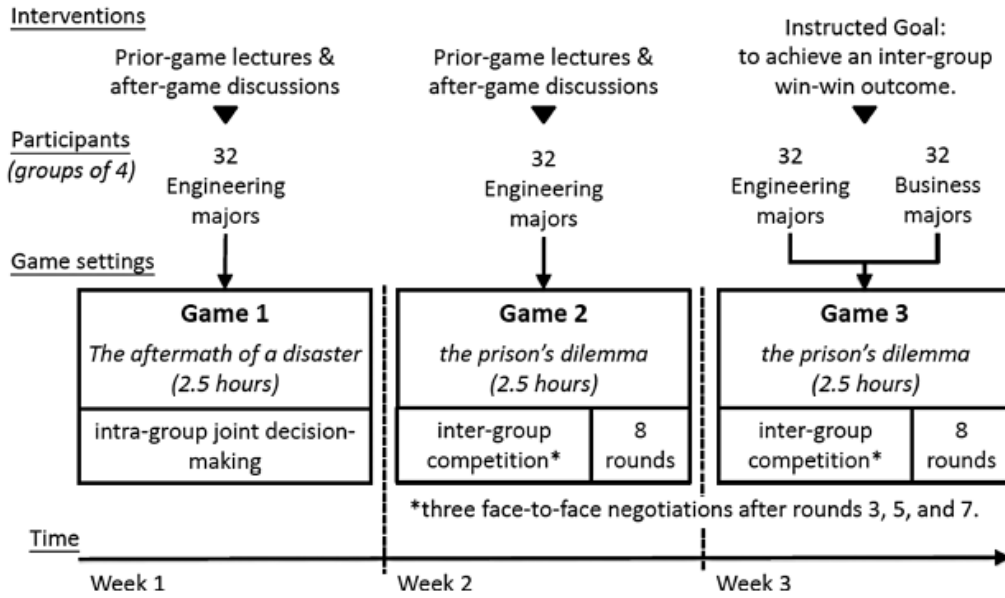 Interventions
Prior-game lectures &
after-game discussions
Prior-game lectures &
after-game discussions
Instructed Goal:
to achieve an inter-group
win-win outcome.
Participants
(groups of 4)
32
Engineering
majors
32
Engineering
majors
32
Engineering
majors
32
Business
majors
Game settings
Game 1
The aftermath of a disaster
(2.5 hours)
intra-group joint decision-
making
Game 2
the prison's dilemma
(2.5 hours)
inter-group
competition*
8
rounds
Game 3
the prison's dilemma
(2.5 hours)
inter-group
competition*
8
rounds
*three face-to-face negotiations after rounds 3, 5, and 7.
Time
Week 1
Week 2
Week 3